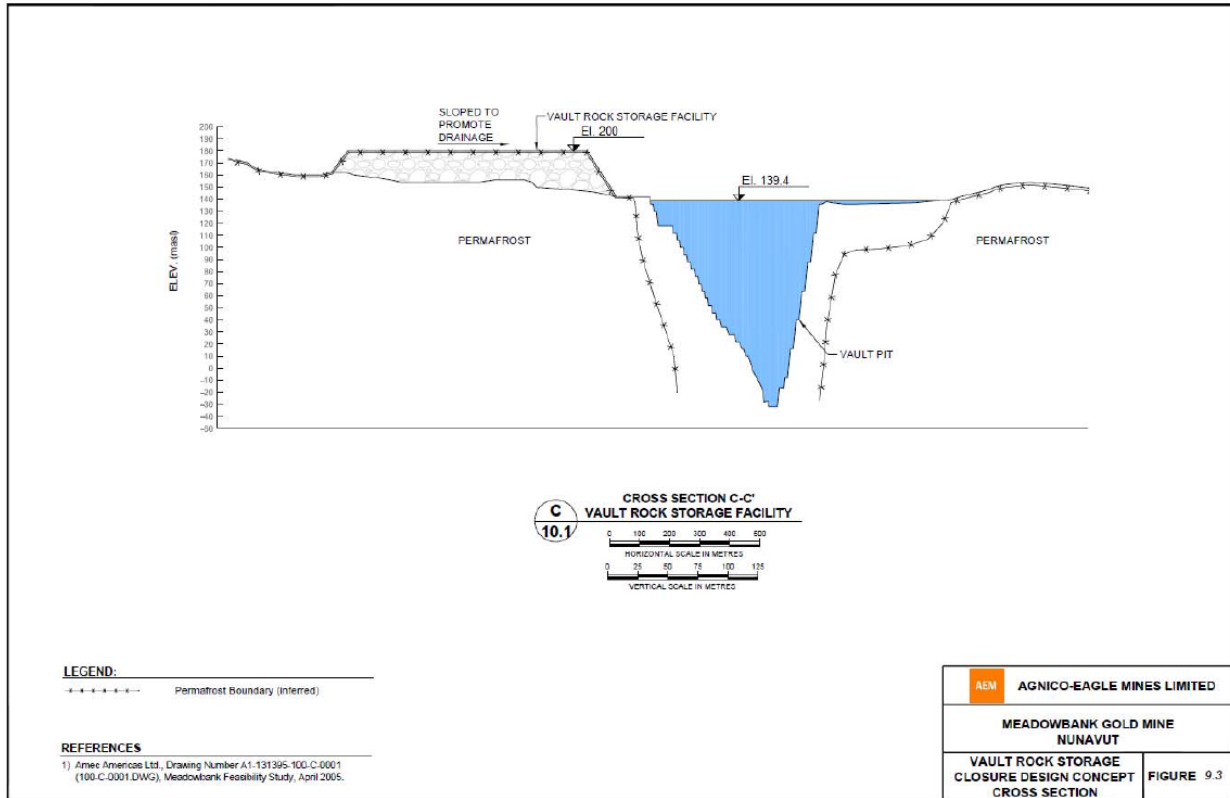 SLOPED TO
PROMOTE
DRAINAGE
VAULT ROCK STORAGE FACILITY
El. 200
El. 139.4
ELEV. (masl)
200
190
180
170
160
150
140
130
120
110
100
90
80
70
60
50
40
30
20
10
0
-10
-20
-30
-40
-50
PERMAFROST
PERMAFROST
VAULT PIT
C
10.1
CROSS SECTION C-C'
VAULT ROCK STORAGE FACILITY
0 100 200 300 400 500
HORIZONTAL SCALE IN METRES
0 25 50 75 100 125
VERTICAL SCALE IN METRES
LEGEND:
Permafrost Boundary (Inferred)
REFERENCES
1) Amec Americas Ltd., Drawing Number A1-131395-100-C-0001
(100-C-0001.DWG), Meadowbank Feasibility Study, April 2005.
AEM AGNICO-EAGLE MINES LIMITED
MEADOWBANK GOLD MINE
NUNAVUT
VAULT ROCK STORAGE
CLOSURE DESIGN CONCEPT
CROSS SECTION
FIGURE 9.3